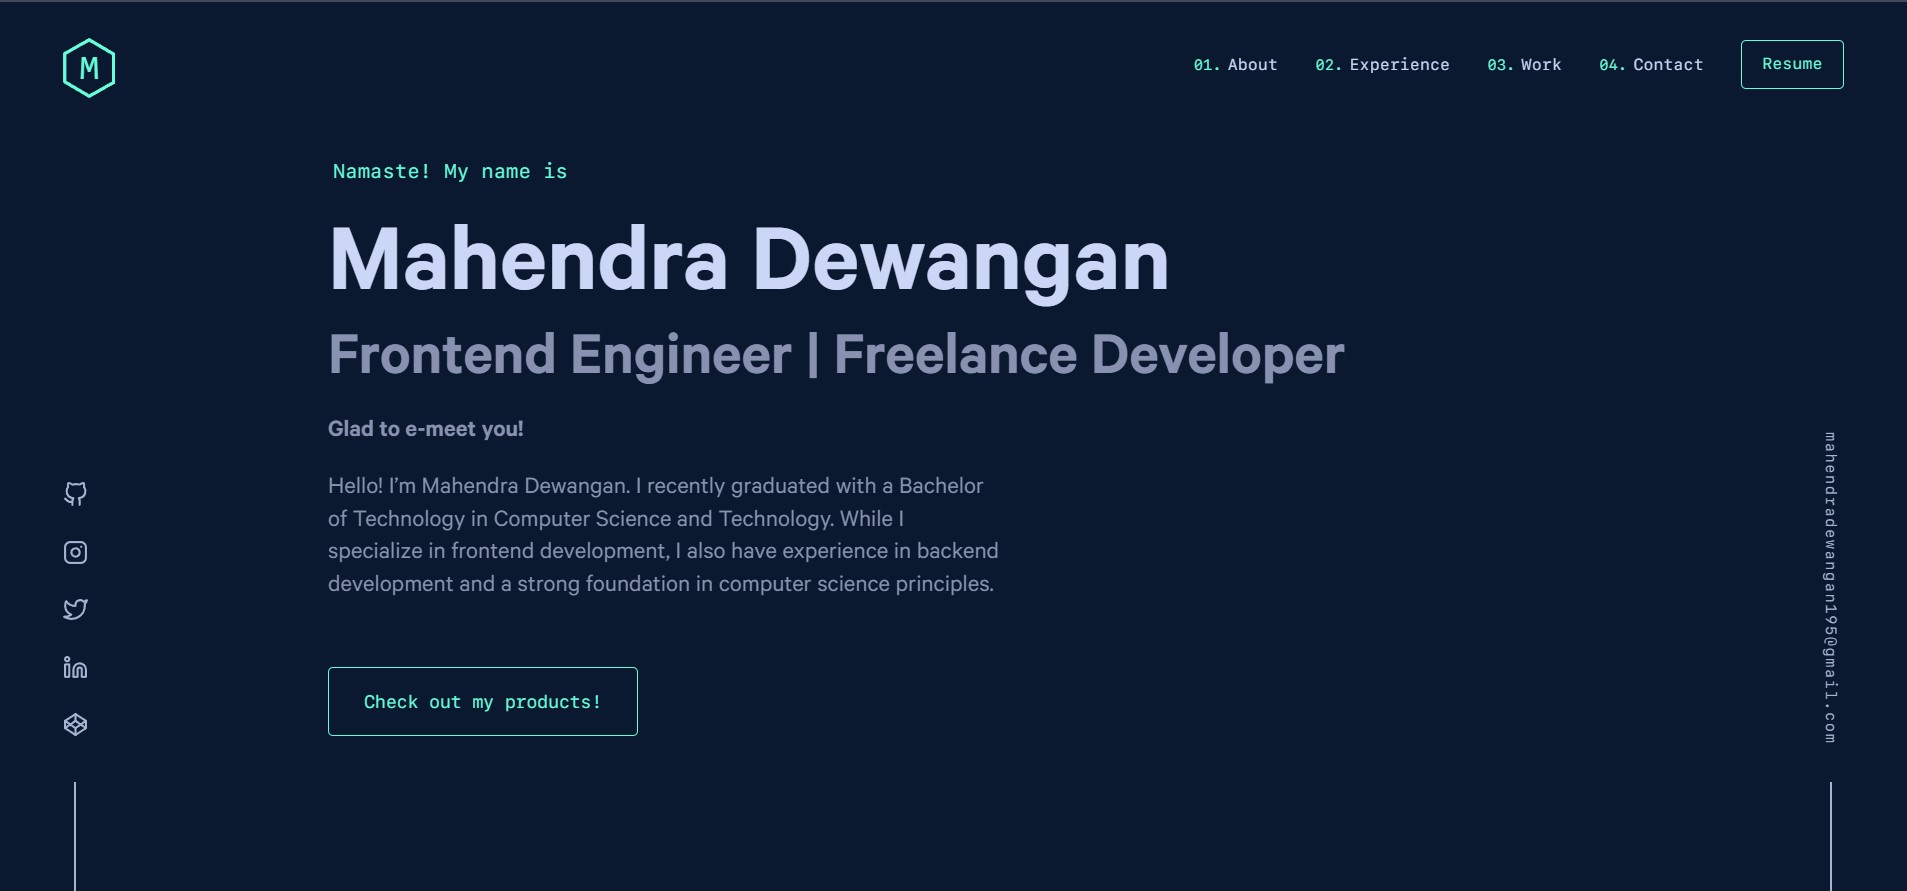 M
01. About
02. Experience
03. Work
04. Contact
Resume
Namaste! My name is
Mahendra Dewangan
Frontend Engineer | Freelance Developer
Glad to e-meet you!
Hello! I’m Mahendra Dewangan. I recently graduated with a Bachelor
of Technology in Computer Science and Technology. While I
specialize in frontend development, I also have experience in backend
development and a strong foundation in computer science principles.
Check out my products!
in
mahendradewangan195@gmail.com